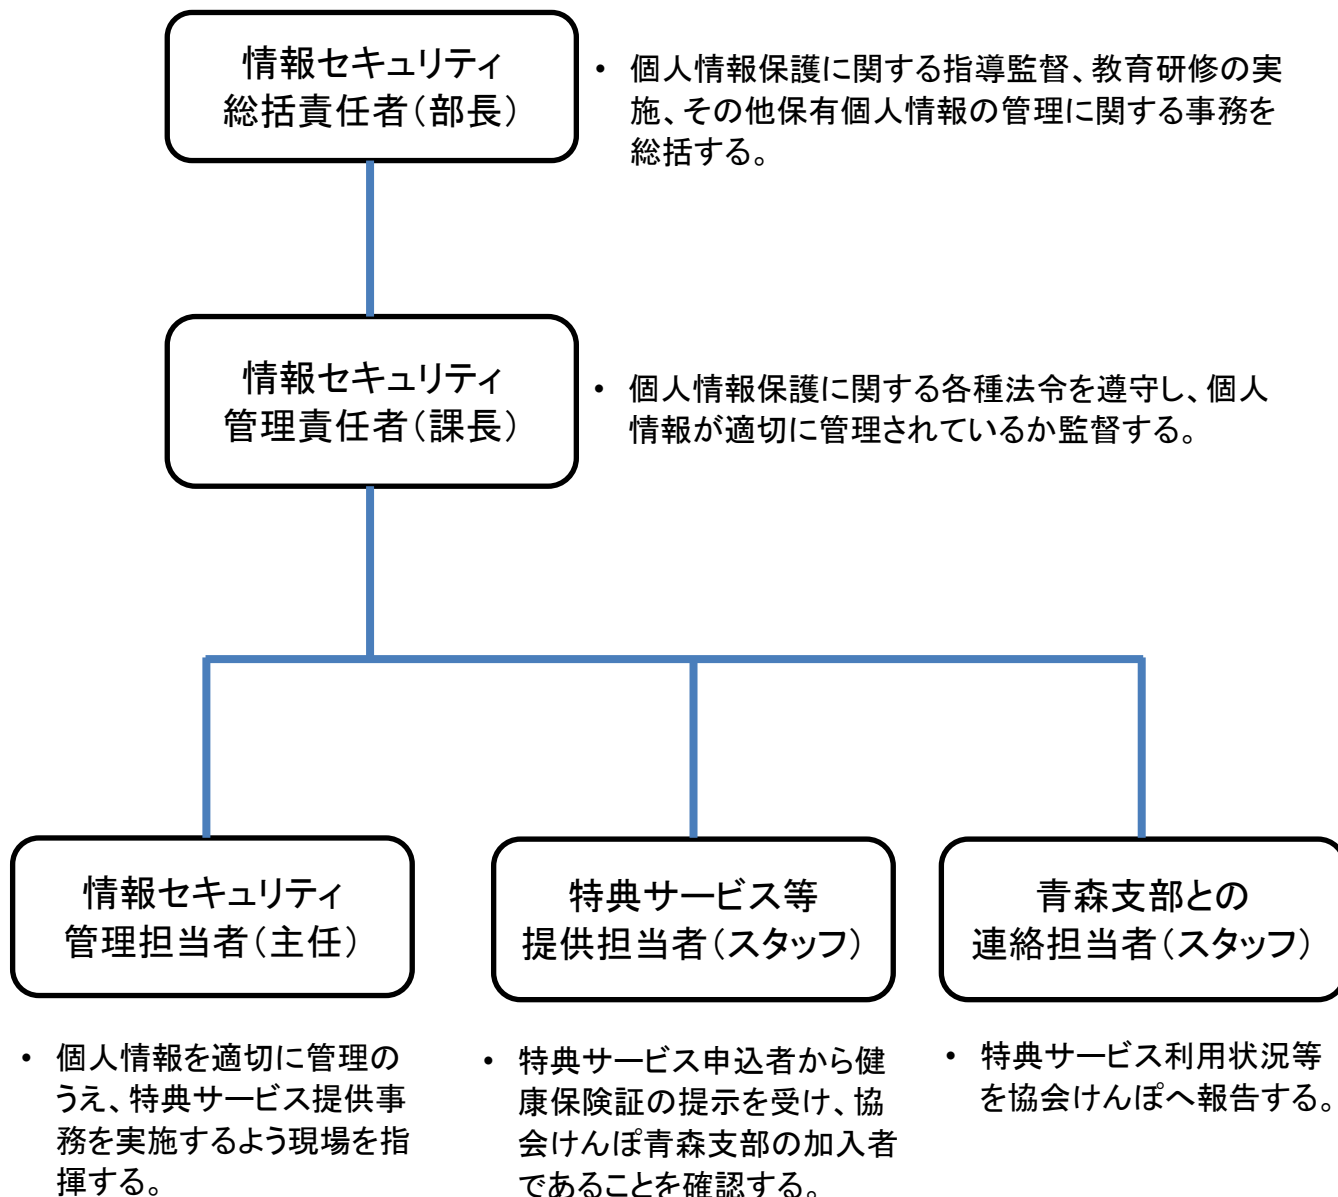 情報セキュリティ
総括責任者(部長)
• 個人情報保護に関する指導監督、教育研修の実
施、その他保有個人情報の管理に関する事務を
総括する。
情報セキュリティ
管理責任者(課長)
• 個人情報保護に関する各種法令を遵守し、個人
情報が適切に管理されているか監督する。
情報セキュリティ
管理担当者(主任)
• 個人情報を適切に管理の
うえ、特典サービス提供事
務を実施するよう現場を指
揮する。
特典サービス等
提供担当者(スタッフ)
• 特典サービス申込者から健
康保険証の提示を受け、協
会けんぽ青森支部の加入者
であることを確認する。
青森支部との
連絡担当者(スタッフ)
• 特典サービス利用状況等
を協会けんぽへ報告する。